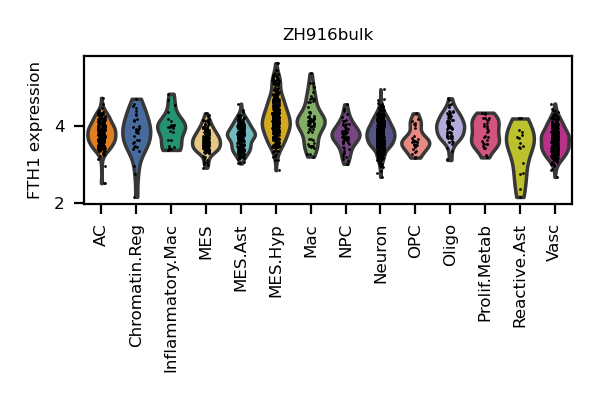 ZH916bulk
FTH1 expression
4
2
AC
Chromatin.Reg
Inflammatory.Mac
MES
MES.Ast
MES.Hyp
Mac
NPC
Neuron
OPC
Oligo
Prolif.Metab
Reactive.Ast
Vasc